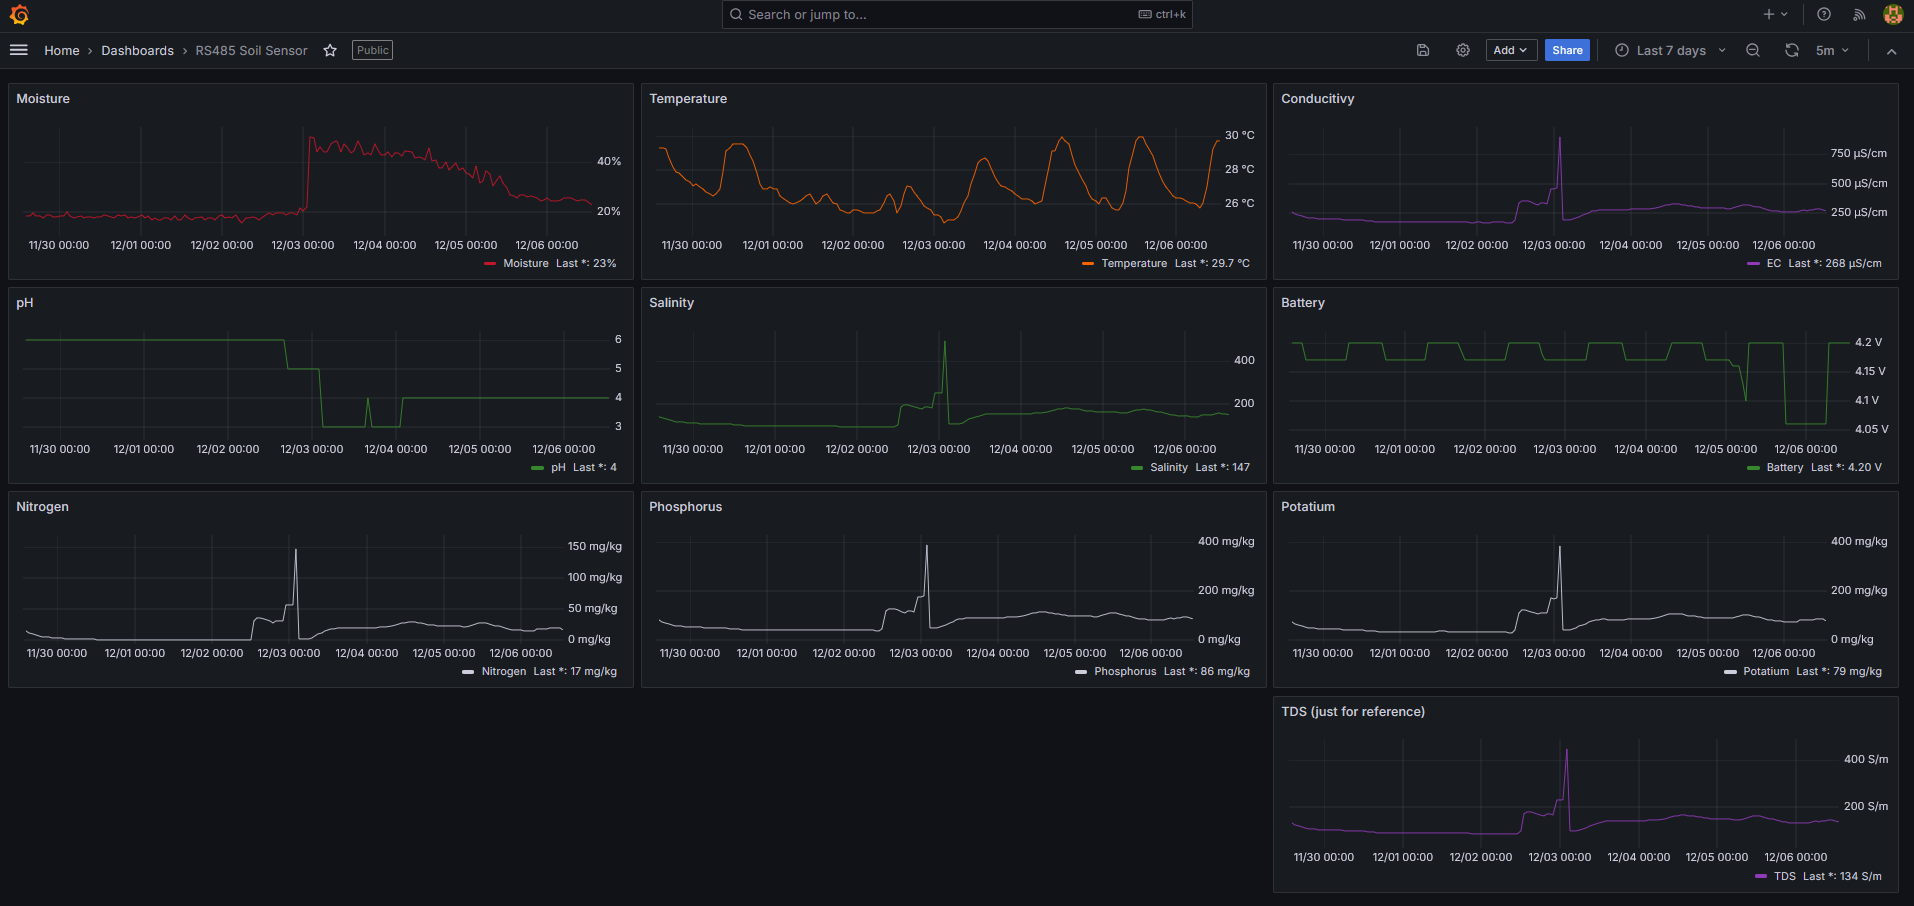 Search or jump to...
ctrl+k
Home › Dashboards › RS485 Soil Sensor
Public
Add
Share
Last 7 days
5m
Moisture
40%
20%
11/30 00:00 12/01 00:00 12/02 00:00 12/03 00:00 12/04 00:00 12/05 00:00 12/06 00:00
Moisture Last *: 23%
Temperature
30 °C
28 °C
26 °C
11/30 00:00 12/01 00:00 12/02 00:00 12/03 00:00 12/04 00:00 12/05 00:00 12/06 00:00
Temperature Last *: 29.7 °C
Conducitivy
750 µS/cm
500 µS/cm
250 µS/cm
11/30 00:00 12/01 00:00 12/02 00:00 12/03 00:00 12/04 00:00 12/05 00:00 12/06 00:00
EC Last *: 268 µS/cm
pH
6
5
4
3
11/30 00:00 12/01 00:00 12/02 00:00 12/03 00:00 12/04 00:00 12/05 00:00 12/06 00:00
pH Last *: 4
Salinity
400
200
11/30 00:00 12/01 00:00 12/02 00:00 12/03 00:00 12/04 00:00 12/05 00:00 12/06 00:00
Salinity Last *: 147
Battery
4.2 V
4.15 V
4.1 V
4.05 V
11/30 00:00 12/01 00:00 12/02 00:00 12/03 00:00 12/04 00:00 12/05 00:00 12/06 00:00
Battery Last *: 4.20 V
Nitrogen
150 mg/kg
100 mg/kg
50 mg/kg
0 mg/kg
11/30 00:00 12/01 00:00 12/02 00:00 12/03 00:00 12/04 00:00 12/05 00:00 12/06 00:00
Nitrogen Last *: 17 mg/kg
Phosphorus
400 mg/kg
200 mg/kg
0 mg/kg
11/30 00:00 12/01 00:00 12/02 00:00 12/03 00:00 12/04 00:00 12/05 00:00 12/06 00:00
Phosphorus Last *: 86 mg/kg
Potatium
400 mg/kg
200 mg/kg
0 mg/kg
11/30 00:00 12/01 00:00 12/02 00:00 12/03 00:00 12/04 00:00 12/05 00:00 12/06 00:00
Potatium Last *: 79 mg/kg
TDS (just for reference)
400 S/m
200 S/m
11/30 00:00 12/01 00:00 12/02 00:00 12/03 00:00 12/04 00:00 12/05 00:00 12/06 00:00
TDS Last *: 134 S/m